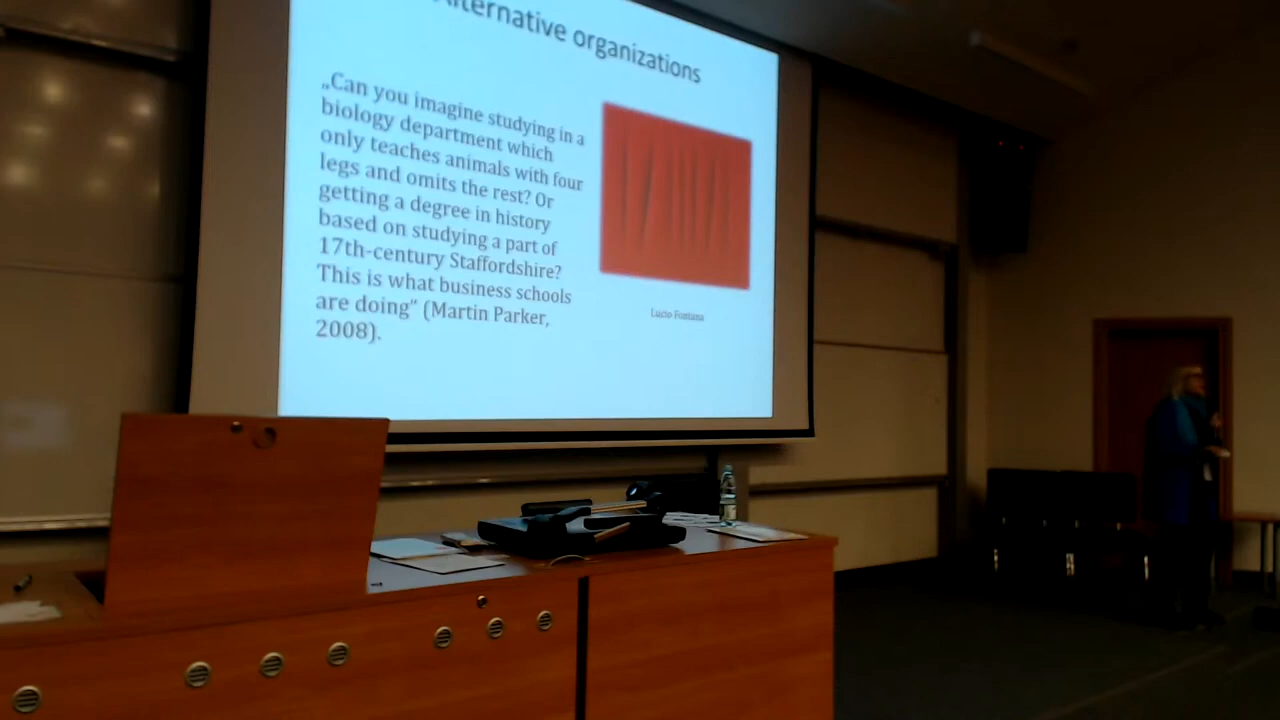 Alternative organizations
„Can you imagine studying in a
biology department which
only teaches animals with four
legs and omits the rest? Or
getting a degree in history
based on studying a part of
17th-century Staffordshire?
This is what business schools
are doing” (Martin Parker,
2008).
Lucio Fontana